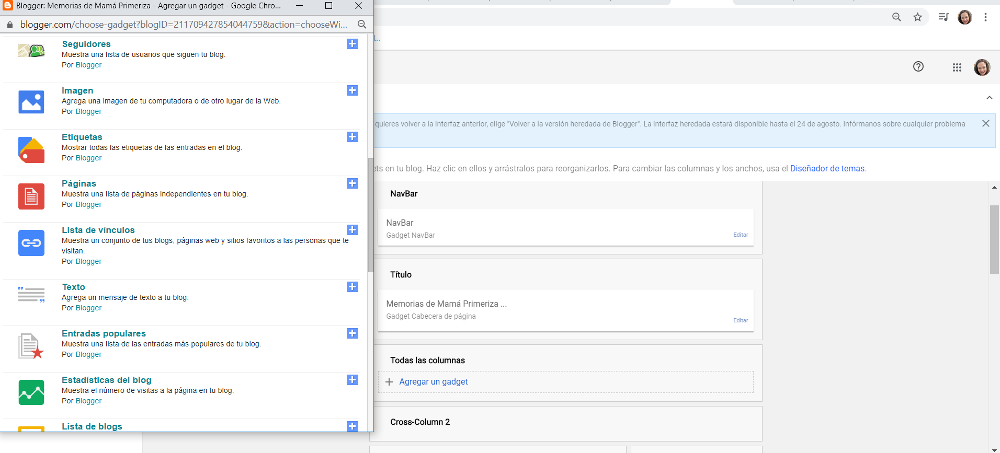 Blogger: Memorias de Mamá Primeriza - Agregar un gadget - Google Chro...
blogger.com/choose-gadget?blogID=211709427854044759&action=chooseWi...
Seguidores
Muestra una lista de usuarios que siguen tu blog.
Por Blogger
Imagen
Agrega una imagen de tu computadora o de otro lugar de la Web.
Por Blogger
Etiquetas
Mostrar todas las etiquetas de las entradas en el blog.
Por Blogger
Páginas
Muestra una lista de páginas independientes en tu blog.
Por Blogger
Lista de vínculos
Muestra un conjunto de tus blogs, páginas web y sitios favoritos a las personas que te
visitan.
Por Blogger
Texto
Agrega un mensaje de texto a tu blog.
Por Blogger
Entradas populares
Muestra una lista de las entradas más populares de tu blog.
Por Blogger
Estadísticas del blog
Muestra el número de visitas a la página en tu blog.
Por Blogger
Lista de blogs
quieres volver a la interfaz anterior, elige "Volver a la versión heredada de Blogger". La interfaz heredada estará disponible hasta el 24 de agosto. Infórmanos sobre cualquier problema
en tu blog. Haz clic en ellos y arrástralos para reorganizarlos. Para cambiar las columnas y los anchos, usa el Diseñador de temas.
NavBar
NavBar
Gadget NavBar
Editar
Título
Memorias de Mamá Primeriza ...
Gadget Cabecera de página
Editar
Todas las columnas
+ Agregar un gadget
Cross-Column 2